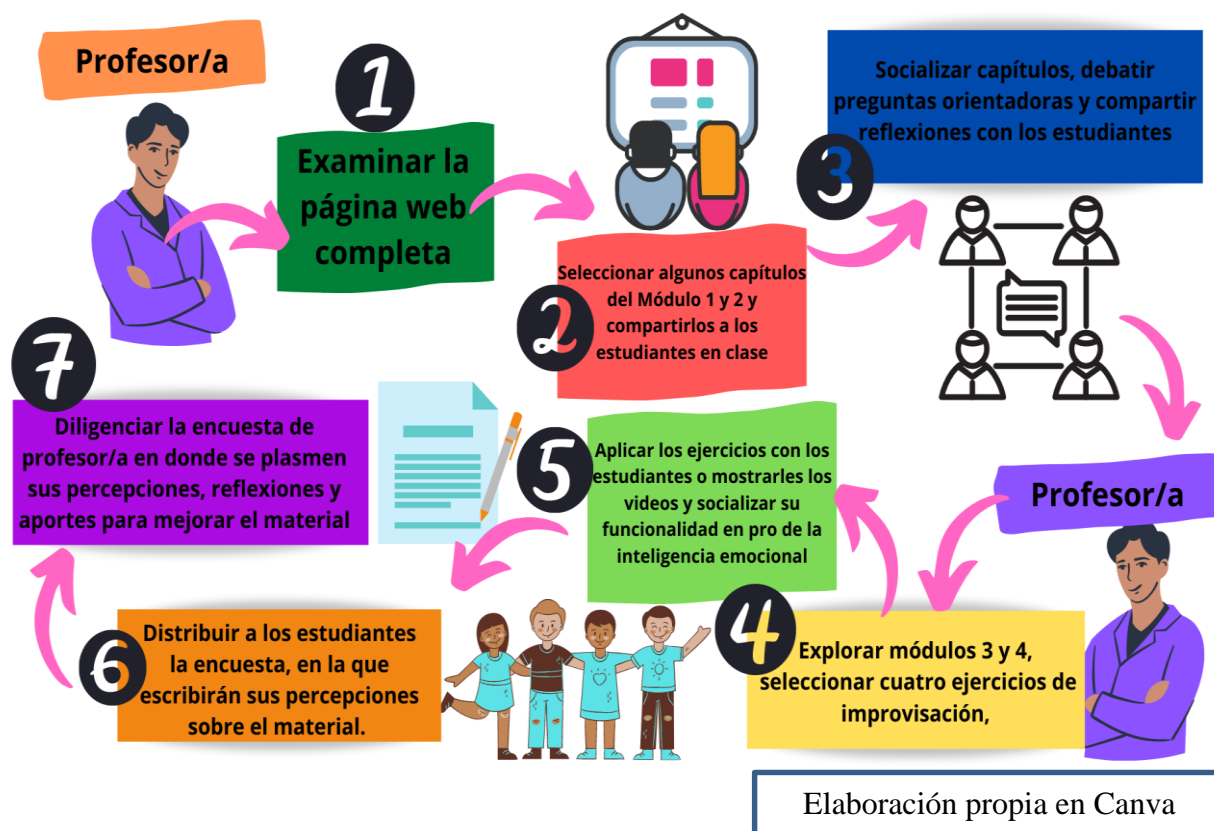 Profesor/a
1
Examinar la
página web
completa
2
Seleccionar algunos capítulos
del Módulo 1 y 2 y
compartirlos a los
estudiantes en clase
3
Socializar capítulos, debatir
preguntas orientadoras y compartir
reflexiones con los estudiantes
Profesor/a
4
Explorar módulos 3 y 4,
seleccionar cuatro ejercicios de
improvisación,
5
Aplicar los ejercicios con los
estudiantes o mostrarles los
videos y socializar su
funcionalidad en pro de la
inteligencia emocional
6
Distribuir a los estudiantes
la encuesta, en la que
escribirán sus percepciones
sobre el material.
7
Diligenciar la encuesta de
profesor/a en donde se plasmen
sus percepciones, reflexiones y
aportes para mejorar el material
Elaboración propia en Canva